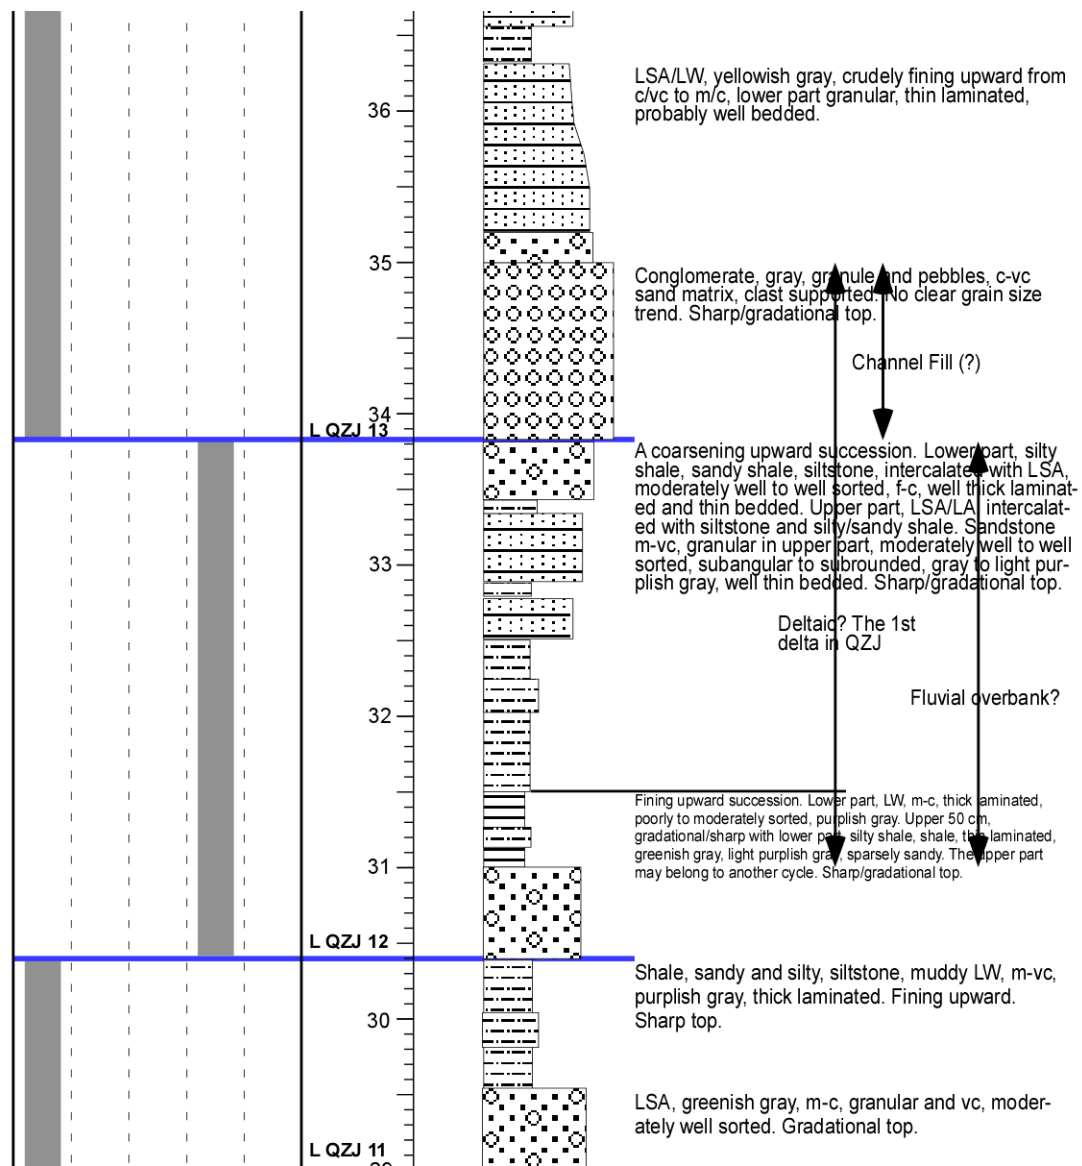 LSA/LW, yellowish gray, crudely fining upward from
c/vc to m/c, lower part granular, thin laminated,
probably well bedded.
36
35
Conglomerate, gray, granule and pebbles, c-vc
sand matrix, clast supported. No clear grain size
trend. Sharp/gradational top.
Channel Fill (?)
34
L QZJ 13
A coarsening upward succession. Lower part, silty
shale, sandy shale, siltstone, intercalated with LSA,
moderately well to well sorted, f-c, well thick laminat-
ed and thin bedded. Upper part, LSA/LA, intercalat-
ed with siltstone and silty/sandy shale. Sandstone
m-vc, granular in upper part, moderately well to well
sorted, subangular to subrounded, gray to light pur-
plish gray, well thin bedded. Sharp/gradational top.
33
Deltaic? The 1st
delta in QZJ
Fluvial overbank?
32
Fining upward succession. Lower part, LW, m-c, thick laminated,
poorly to moderately sorted, purplish gray. Upper 50 cm,
gradational/sharp with lower part, silty shale, shale, thin laminated,
greenish gray, light purplish gray, sparsely sandy. The upper part
may belong to another cycle. Sharp/gradational top.
31
L QZJ 12
Shale, sandy and silty, siltstone, muddy LW, m-vc,
purplish gray, thick laminated. Fining upward.
Sharp top.
30
LSA, greenish gray, m-c, granular and vc, moder-
ately well sorted. Gradational top.
L QZJ 11